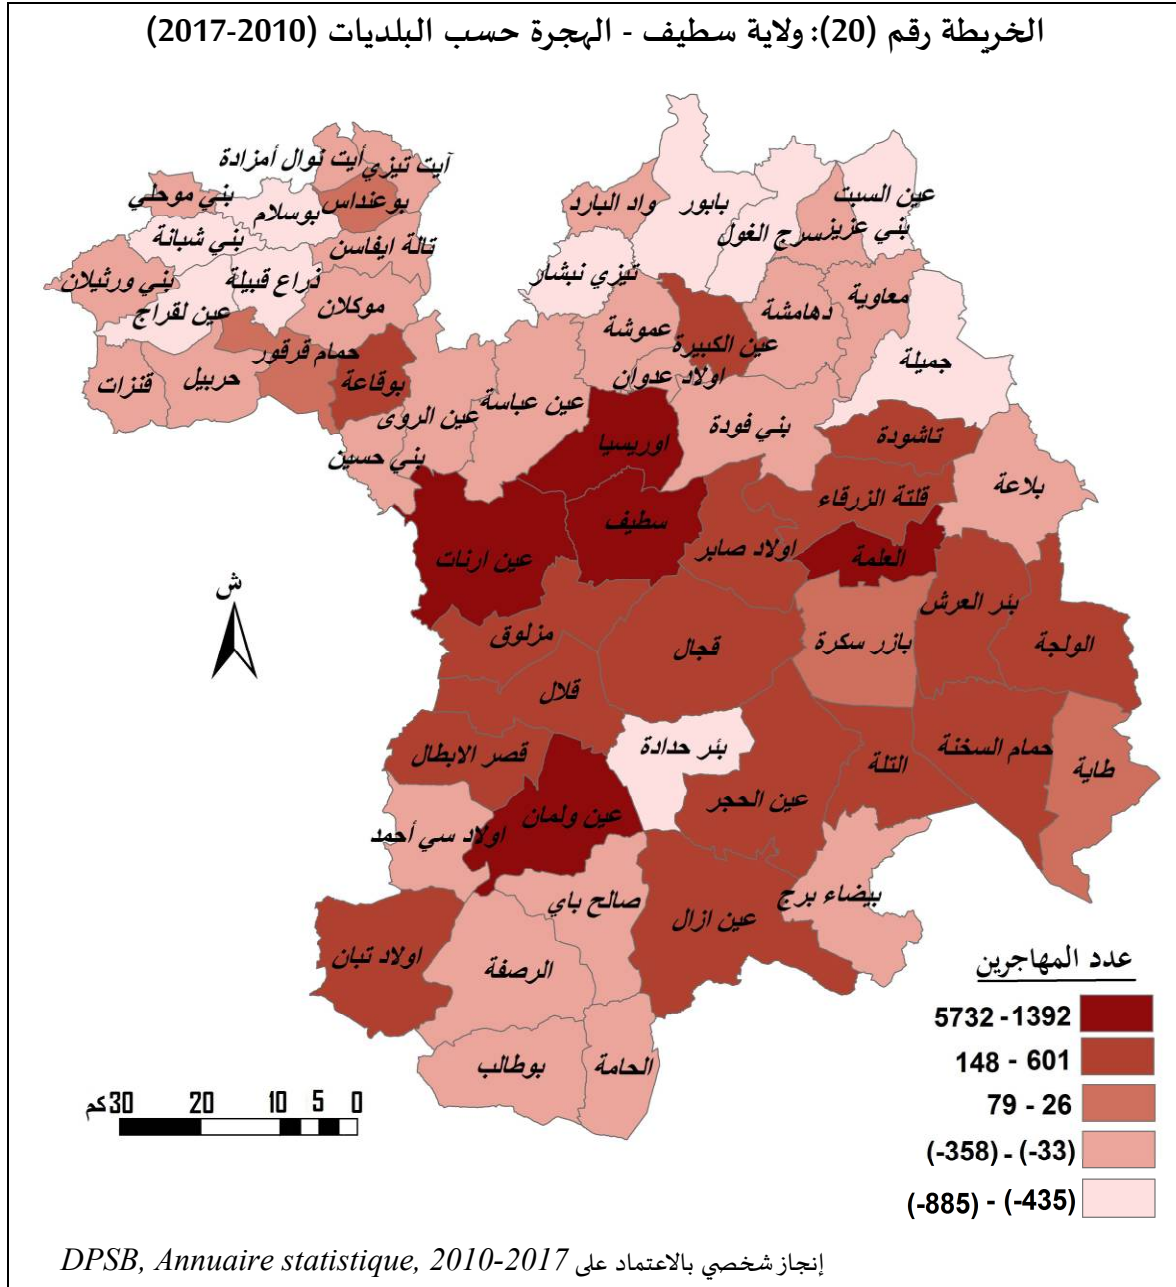 الخريطة رقم (20): ولاية سطيف - الهجرة حسب البلديات (2010-2017)
آيت تيزي
أيت نوال أمزادة
بني موحلي
بوعنداس
بوسلام
بني شبانة
تالة ايفاسن
ذراع قبيلة
بني ورثيلان
عين لقراج
موكلان
حمام قرقور
قنزات
حربيل
بوقاعة
عين السبت
بابور
واد البارد
بني عزيز
سرج الغول
تيزي نبشار
معاوية
دهامشة
عموشة
عين الكبيرة
جميلة
اولاد عدوان
عين عباسة
عين الروى
بني حسين
بني فودة
اوريسيا
تاشودة
بلاعة
قلتة الزرقاء
سطيف
اولاد صابر
العلمة
عين ارنات
بئر العرش
الولجة
بازر سكرة
مزلوق
قجال
قلال
ش
بئر حدادة
قصر الابطال
التلة
حمام السخنة
طاية
عين الحجر
عين ولمان
اولاد سي أحمد
بيضاء برج
صالح باي
عين ازال
اولاد تبان
الرصفة
الحامة
بوطالب
عدد المهاجرين
5732 - 1392
148 - 601
79 - 26
(-358) - (-33)
(-885) - (-435)
كم 30 20 10 5 0
إنجاز شخصي بالاعتماد على DPSB, Annuaire statistique, 2010-2017